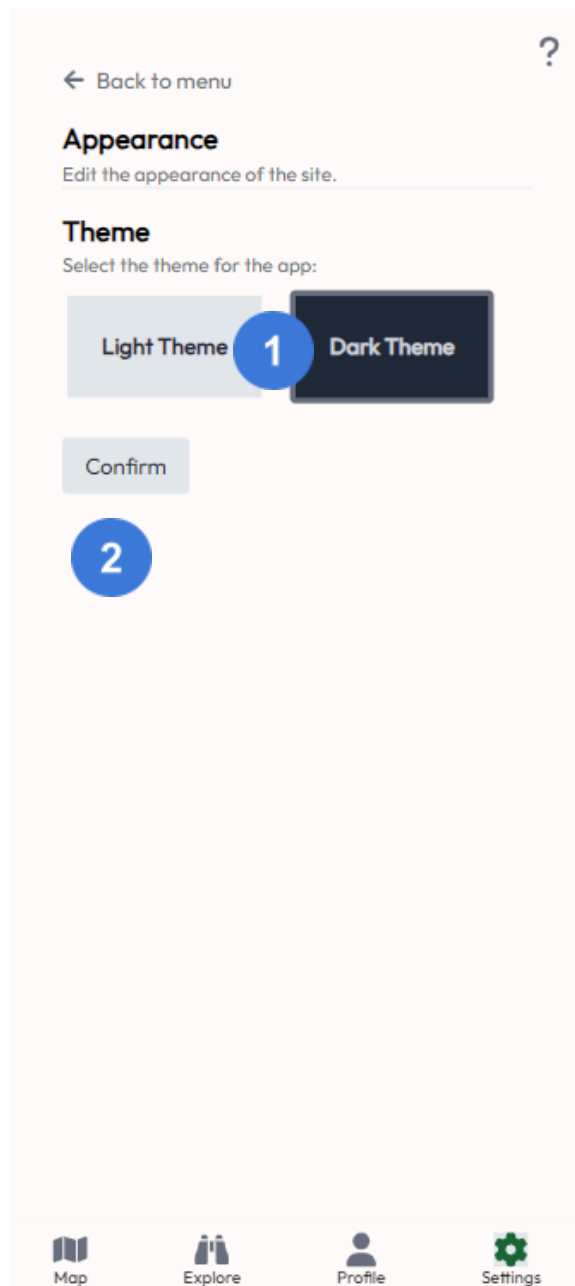 ?
Back to menu
Appearance
Edit the appearance of the site.
Theme
Select the theme for the app:
Light Theme 1 Dark Theme
Confirm
2
Map Explore Profile Settings